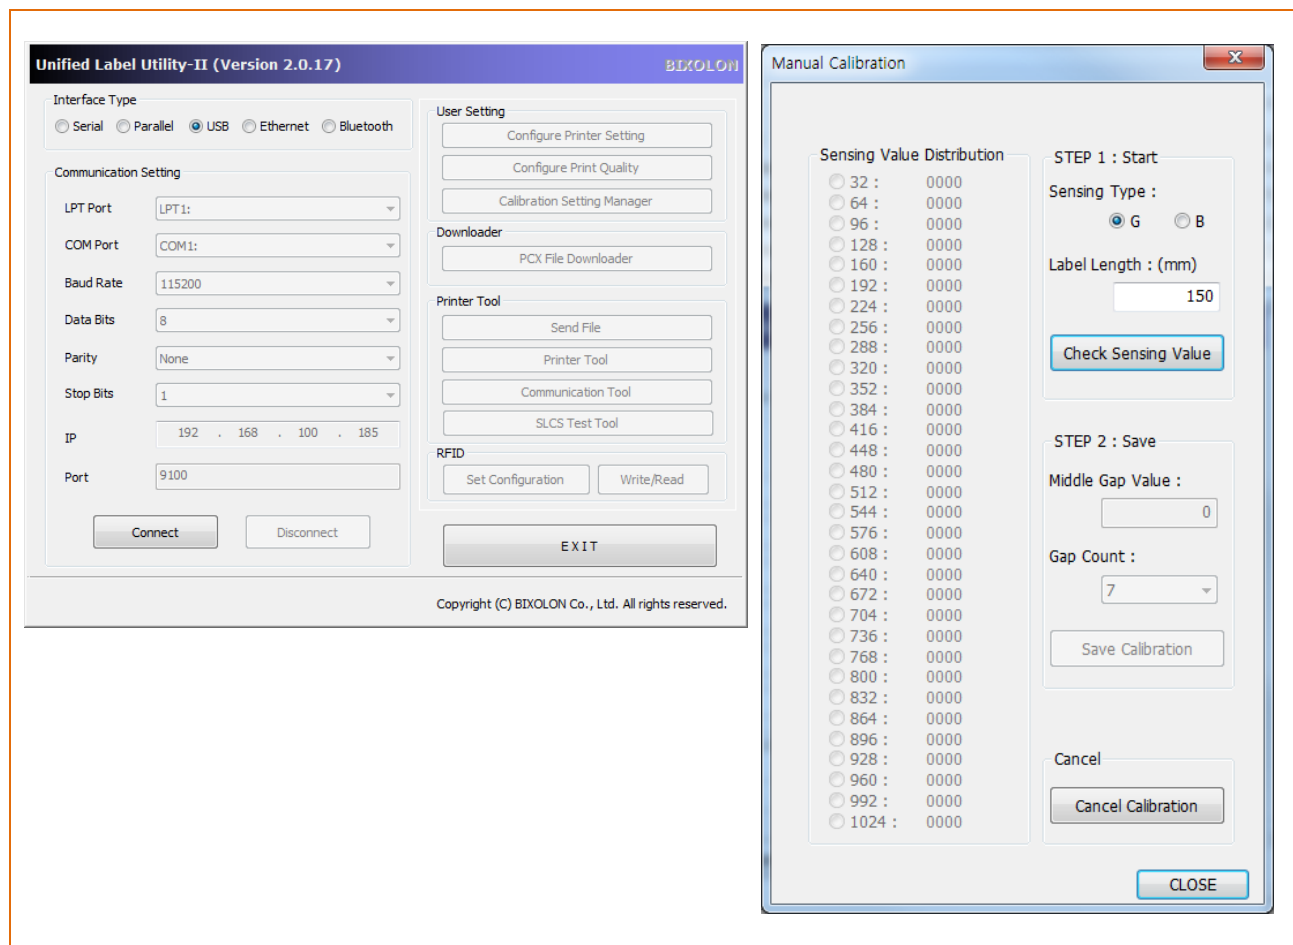 Unified Label Utility-II (Version 2.0.17)
BIXOLON
Interface Type
Serial Parallel USB Ethernet Bluetooth
Communication Setting
LPT Port LPT1:
COM Port COM1:
Baud Rate 115200
Data Bits 8
Parity None
Stop Bits 1
IP 192 . 168 . 100 . 185
Port 9100
Connect Disconnect
User Setting
Configure Printer Setting
Configure Print Quality
Calibration Setting Manager
Downloader
PCX File Downloader
Printer Tool
Send File
Printer Tool
Communication Tool
SLCS Test Tool
RFID
Set Configuration Write/Read
EXIT
Copyright (C) BIXOLON Co., Ltd. All rights reserved.
Manual Calibration
x
Sensing Value Distribution
32 : 0000
64 : 0000
96 : 0000
128 : 0000
160 : 0000
192 : 0000
224 : 0000
256 : 0000
288 : 0000
320 : 0000
352 : 0000
384 : 0000
416 : 0000
448 : 0000
480 : 0000
512 : 0000
544 : 0000
576 : 0000
608 : 0000
640 : 0000
672 : 0000
704 : 0000
736 : 0000
768 : 0000
800 : 0000
832 : 0000
864 : 0000
896 : 0000
928 : 0000
960 : 0000
992 : 0000
1024 : 0000
STEP 1 : Start
Sensing Type :
G B
Label Length : (mm)
150
Check Sensing Value
STEP 2 : Save
Middle Gap Value :
0
Gap Count :
7
Save Calibration
Cancel
Cancel Calibration
CLOSE